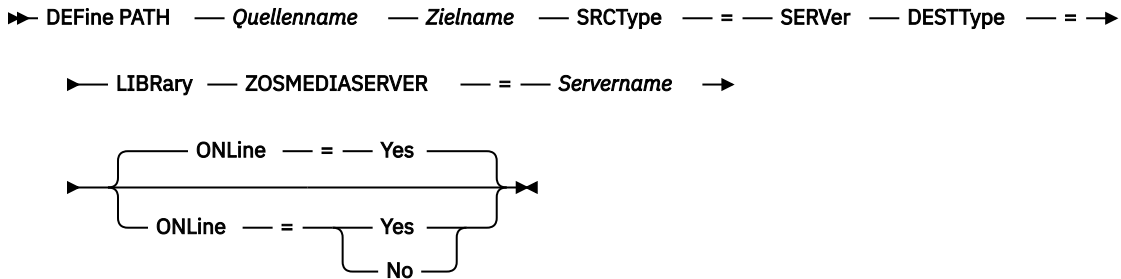 DEFine PATH Quellenname Zielname SRCType = SERVer DESTType =
LIBRary ZOSMEDIASERVER = Servername
ONLine = Yes
ONLine = Yes
No